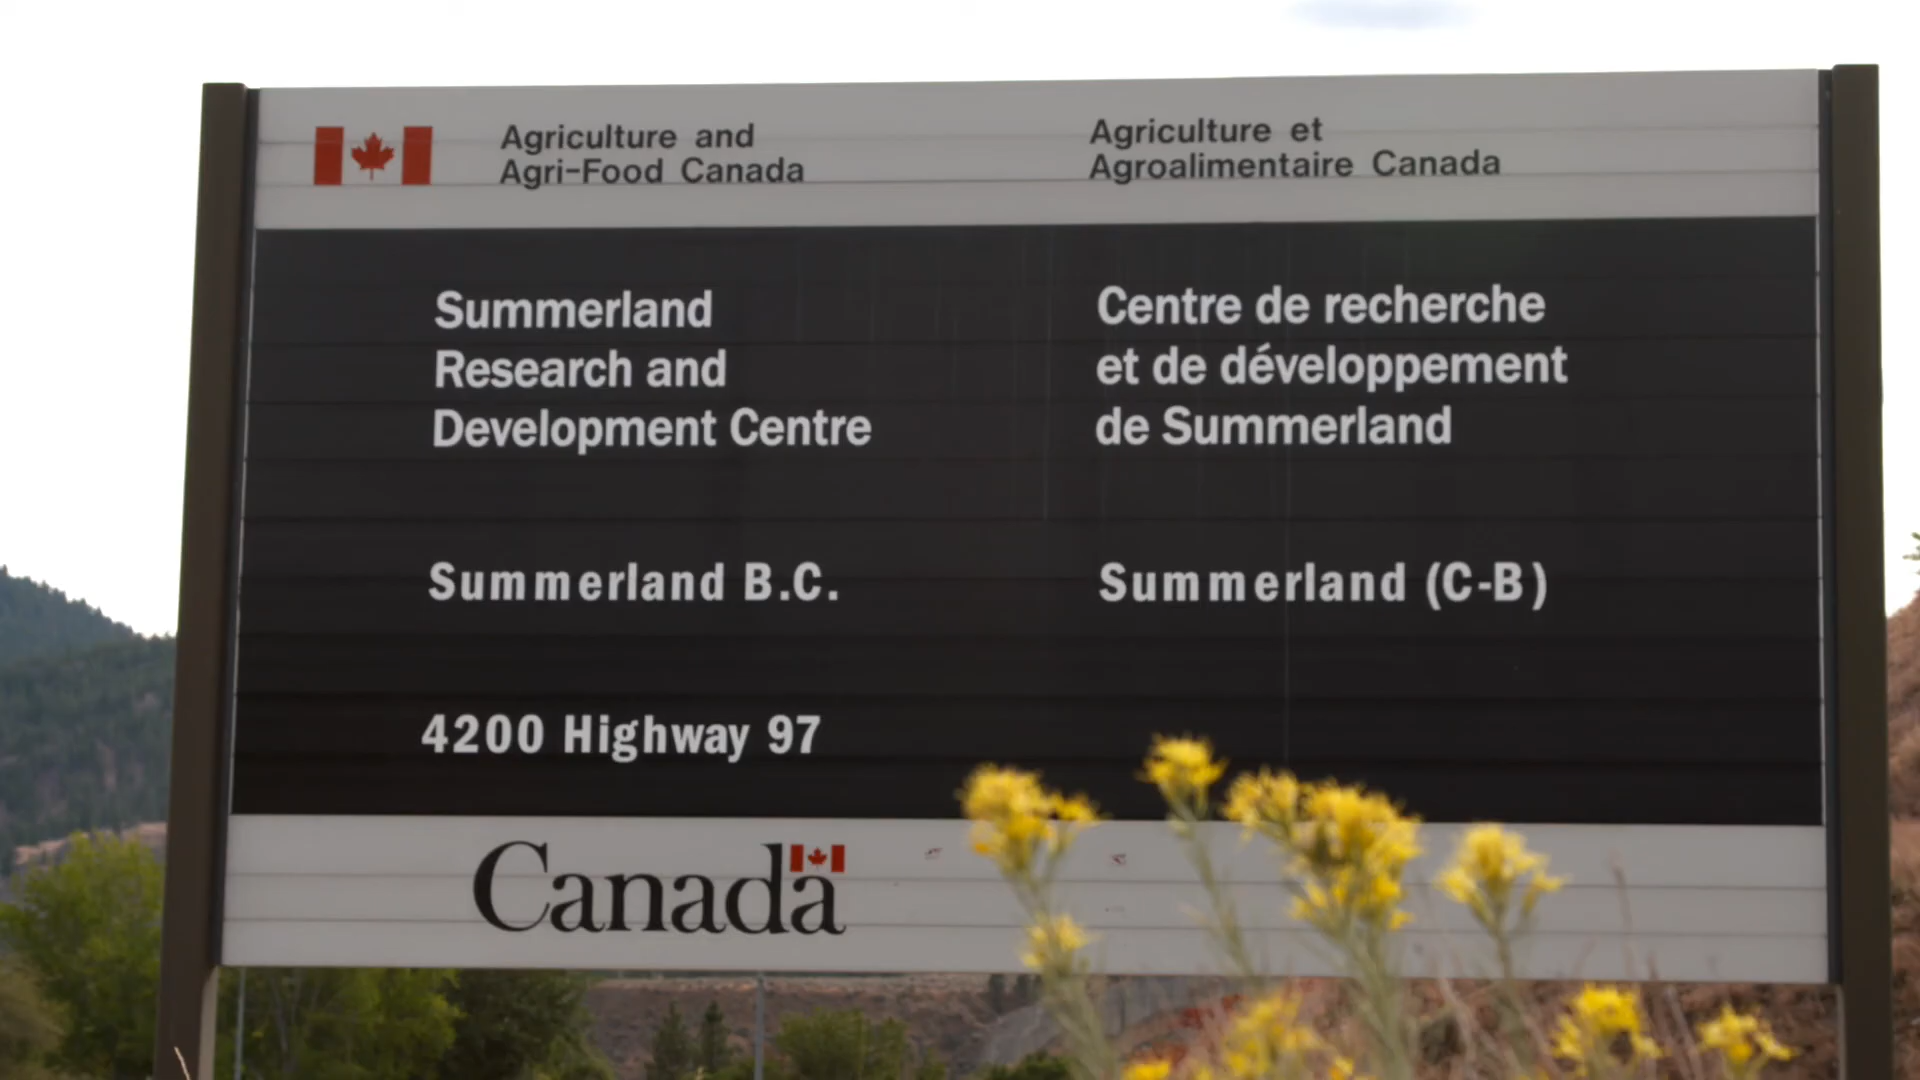 Agriculture and
Agri-Food Canada
Agriculture et
Agroalimentaire Canada
Summerland
Research and
Development Centre
Centre de recherche
et de développement
de Summerland
Summerland B.C.
Summerland (C-B)
4200 Highway 97
Canada